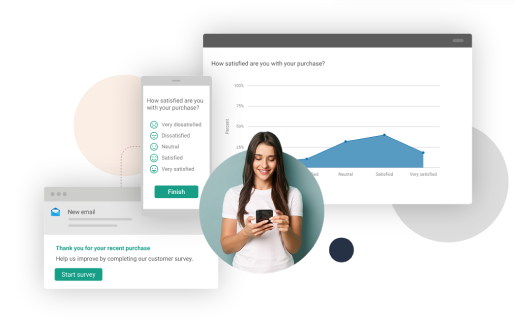 How satisfied are you with your purchase?
100%
75%
50%
25%
Percent
Neutral
Satisfied
Very satisfied
How satisfied are you
with your purchase?
Very dissatisfied
Dissatisfied
Neutral
Satisfied
Very satisfied
Finish
New email
Thank you for your recent purchase
Help us improve by completing our customer survey.
Start survey